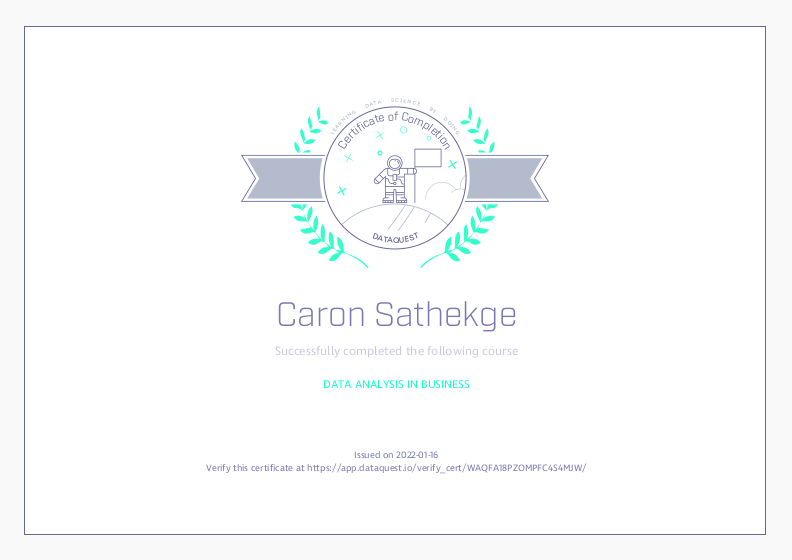 LEARNING DATA SCIENCE BY DOING
Certificate of Completion
DATAQUEST
Caron Sathekge
Successfully completed the following course
DATA ANALYSIS IN BUSINESS
Issued on 2022-01-16
Verify this certificate at https://app.dataquest.io/verify_cert/WAQFA18PZOMPFC4S4MJW/